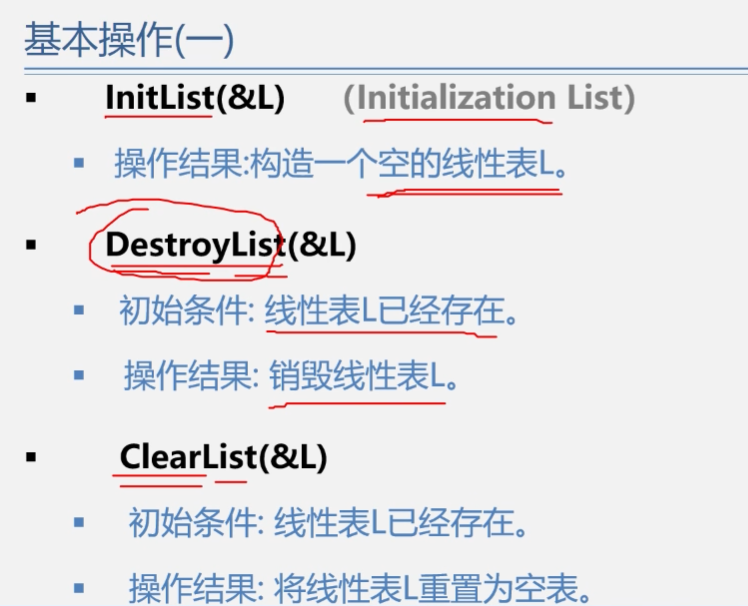 基本操作(一)
InitList(&L) (Initialization List)
操作结果:构造一个空的线性表L。
DestroyList(&L)
初始条件: 线性表L已经存在。
操作结果: 销毁线性表L。
ClearList(&L)
初始条件: 线性表L已经存在。
操作结果: 将线性表L重置为空表。